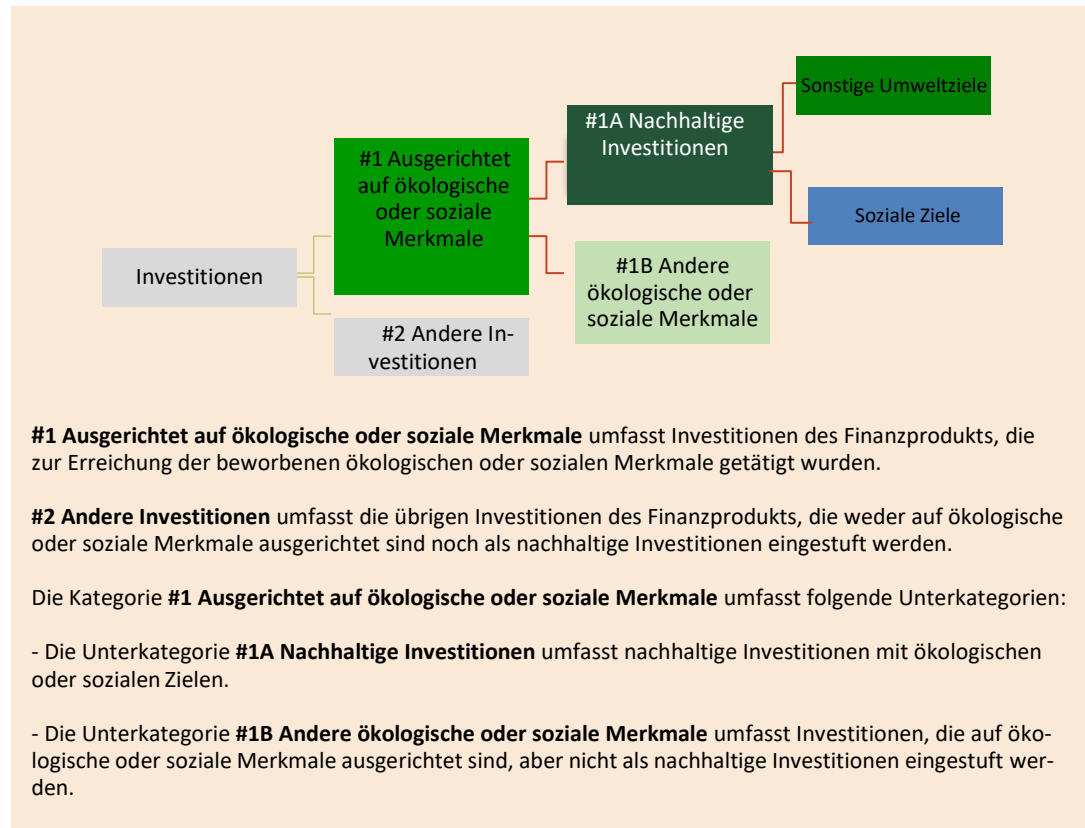 Sonstige Umweltziele
#1A Nachhaltige
Investitionen
#1 Ausgerichtet
auf ökologische
oder soziale
Merkmale
Soziale Ziele
Investitionen
#1B Andere
ökologische oder
soziale Merkmale
#2 Andere In-
vestitionen
#1 Ausgerichtet auf ökologische oder soziale Merkmale umfasst Investitionen des Finanzprodukts, die
zur Erreichung der beworbenen ökologischen oder sozialen Merkmale getätigt wurden.
#2 Andere Investitionen umfasst die übrigen Investitionen des Finanzprodukts, die weder auf ökologische
oder soziale Merkmale ausgerichtet sind noch als nachhaltige Investitionen eingestuft werden.
Die Kategorie #1 Ausgerichtet auf ökologische oder soziale Merkmale umfasst folgende Unterkategorien:
- Die Unterkategorie #1A Nachhaltige Investitionen umfasst nachhaltige Investitionen mit ökologischen
oder sozialen Zielen.
- Die Unterkategorie #1B Andere ökologische oder soziale Merkmale umfasst Investitionen, die auf öko-
logische oder soziale Merkmale ausgerichtet sind, aber nicht als nachhaltige Investitionen eingestuft wer-
den.